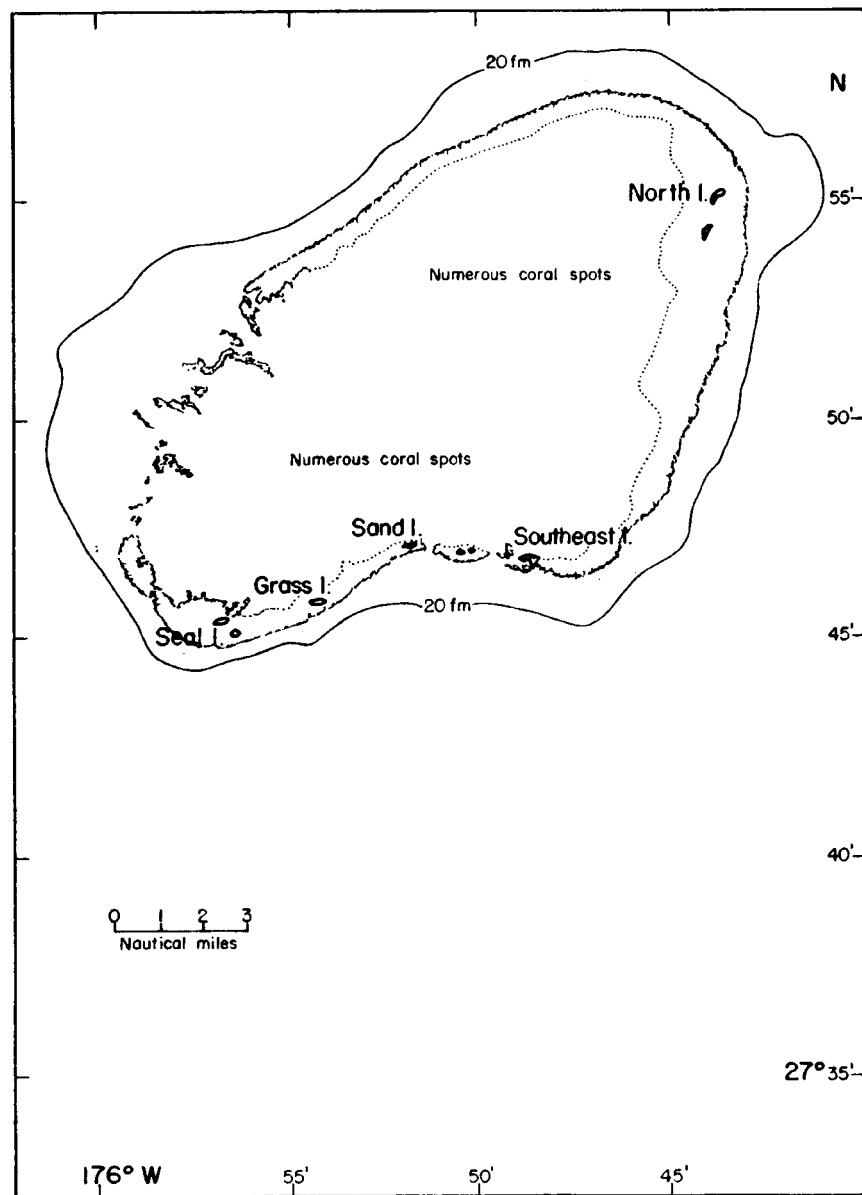 20 fm
N
North I.
55'
Numerous coral spots
50'
Numerous coral spots
Sand I.
Southeast I.
Grass I.
20 fm
Seal I.
45'
40'
0 1 2 3
Nautical miles
27° 35'
176° W 55' 50' 45'